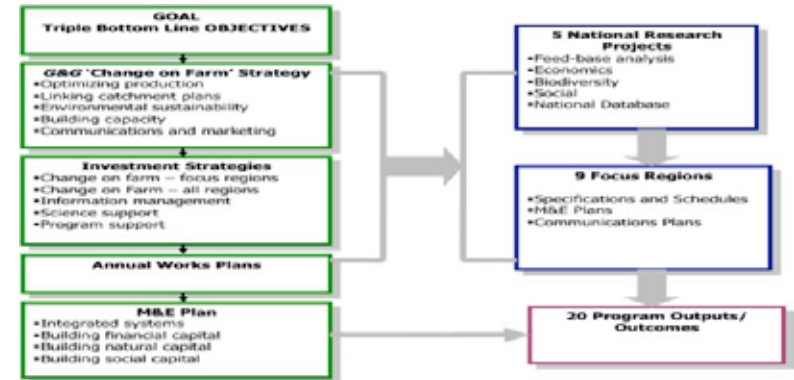 GOAL
Triple Bottom Line OBJECTIVES
G&G 'Change on Farm' Strategy
•Optimizing production
•Linking catchment plans
•Environmental sustainability
•Building capacity
•Communications and marketing
Investment Strategies
•Change on farm – focus regions
•Change on Farm – all regions
•Information management
•Science support
•Program support
Annual Works Plans
M&E Plan
•Integrated systems
•Building financial capital
•Building natural capital
•Building social capital
5 National Research
Projects
•Feed-base analysis
•Economics
•Biodiversity
•Social
•National Database
9 Focus Regions
•Specifications and Schedules
•M&E Plans
•Communications Plans
20 Program Outputs/
Outcomes